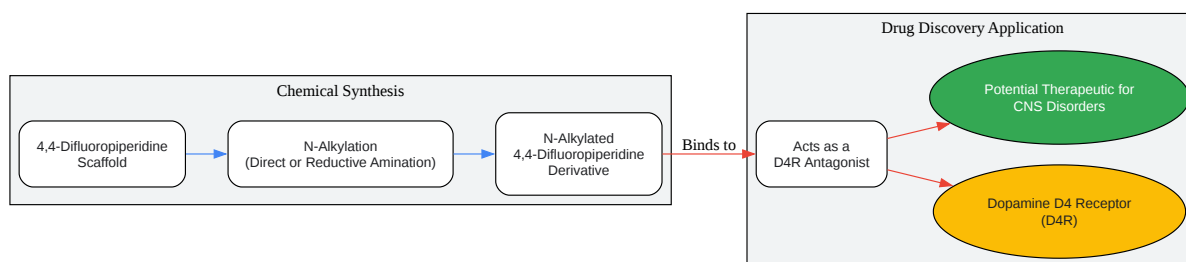 Chemical Synthesis
4,4-Difluoropiperidine
Scaffold
N-Alkylation
(Direct or Reductive Amination)
N-Alkylated
4,4-Difluoropiperidine
Derivative
Binds to
Drug Discovery Application
Acts as a
D4R Antagonist
Potential Therapeutic for
CNS Disorders
Dopamine D4 Receptor
(D4R)